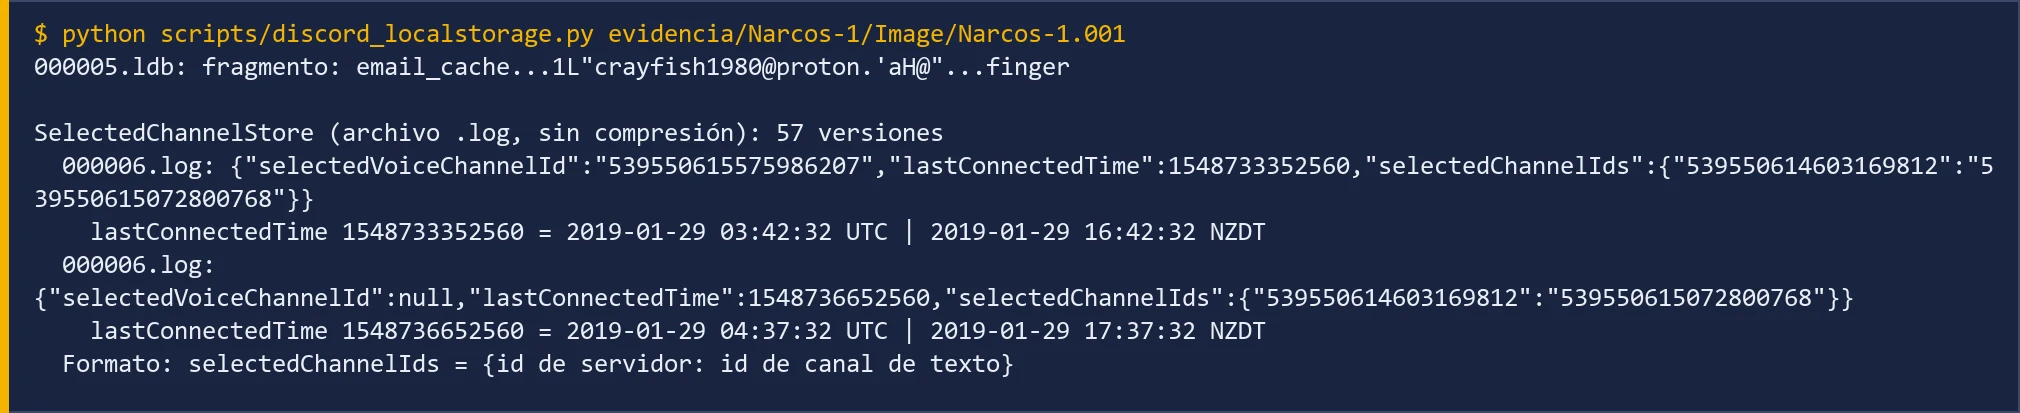 $ python scripts/discord_localstorage.py evidencia/Narcos-1/Image/Narcos-1.001
000005.ldb: fragmento: email_cache...1L"crayfish1980@proton.'aH@"...finger
SelectedChannelStore (archivo .log, sin compresión): 57 versiones
000006.log: {"selectedVoiceChannelId":"539550615575986207","lastConnectedTime":1548733352560,"selectedChannelIds":{"539550614603169812":"5
39550615072800768"}}
lastConnectedTime 1548733352560 = 2019-01-29 03:42:32 UTC | 2019-01-29 16:42:32 NZDT
000006.log:
{"selectedVoiceChannelId":null,"lastConnectedTime":1548736652560,"selectedChannelIds":{"539550614603169812":"539550615072800768"}}
lastConnectedTime 1548736652560 = 2019-01-29 04:37:32 UTC | 2019-01-29 17:37:32 NZDT
Formato: selectedChannelIds = {id de servidor: id de canal de texto}